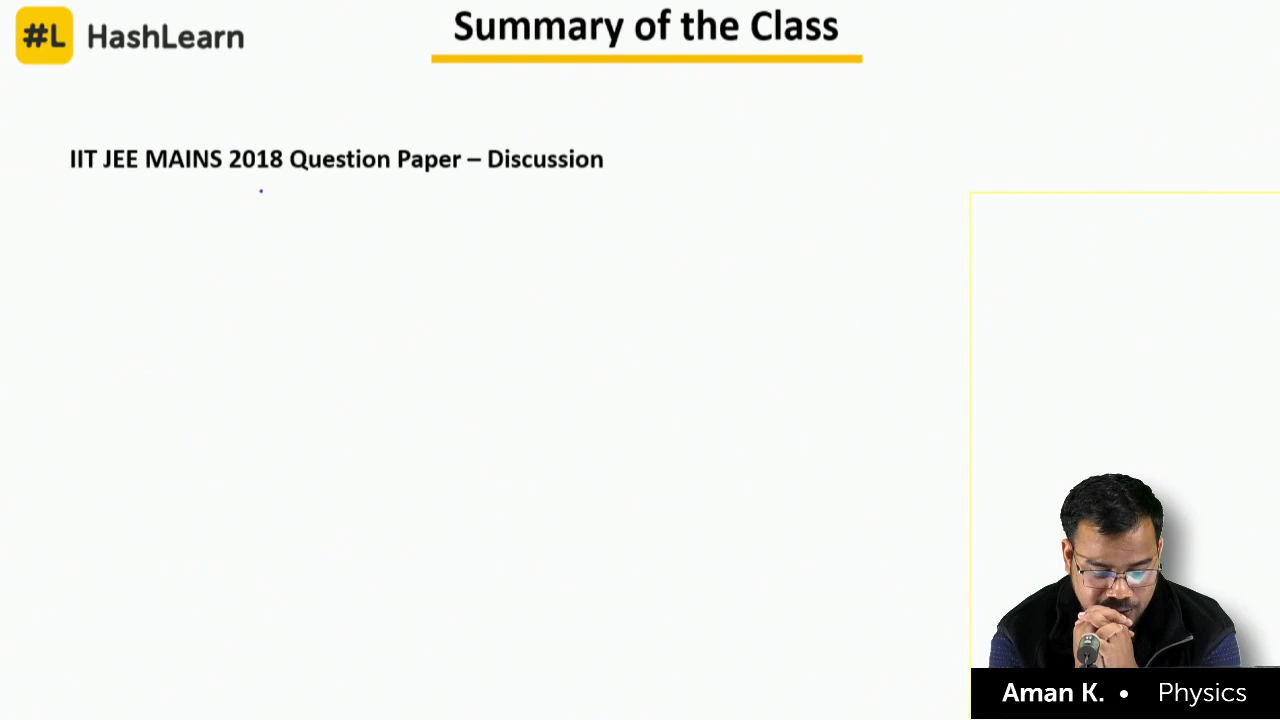 #L HashLearn
Summary of the Class
IIT JEE MAINS 2018 Question Paper – Discussion
Aman K. • Physics